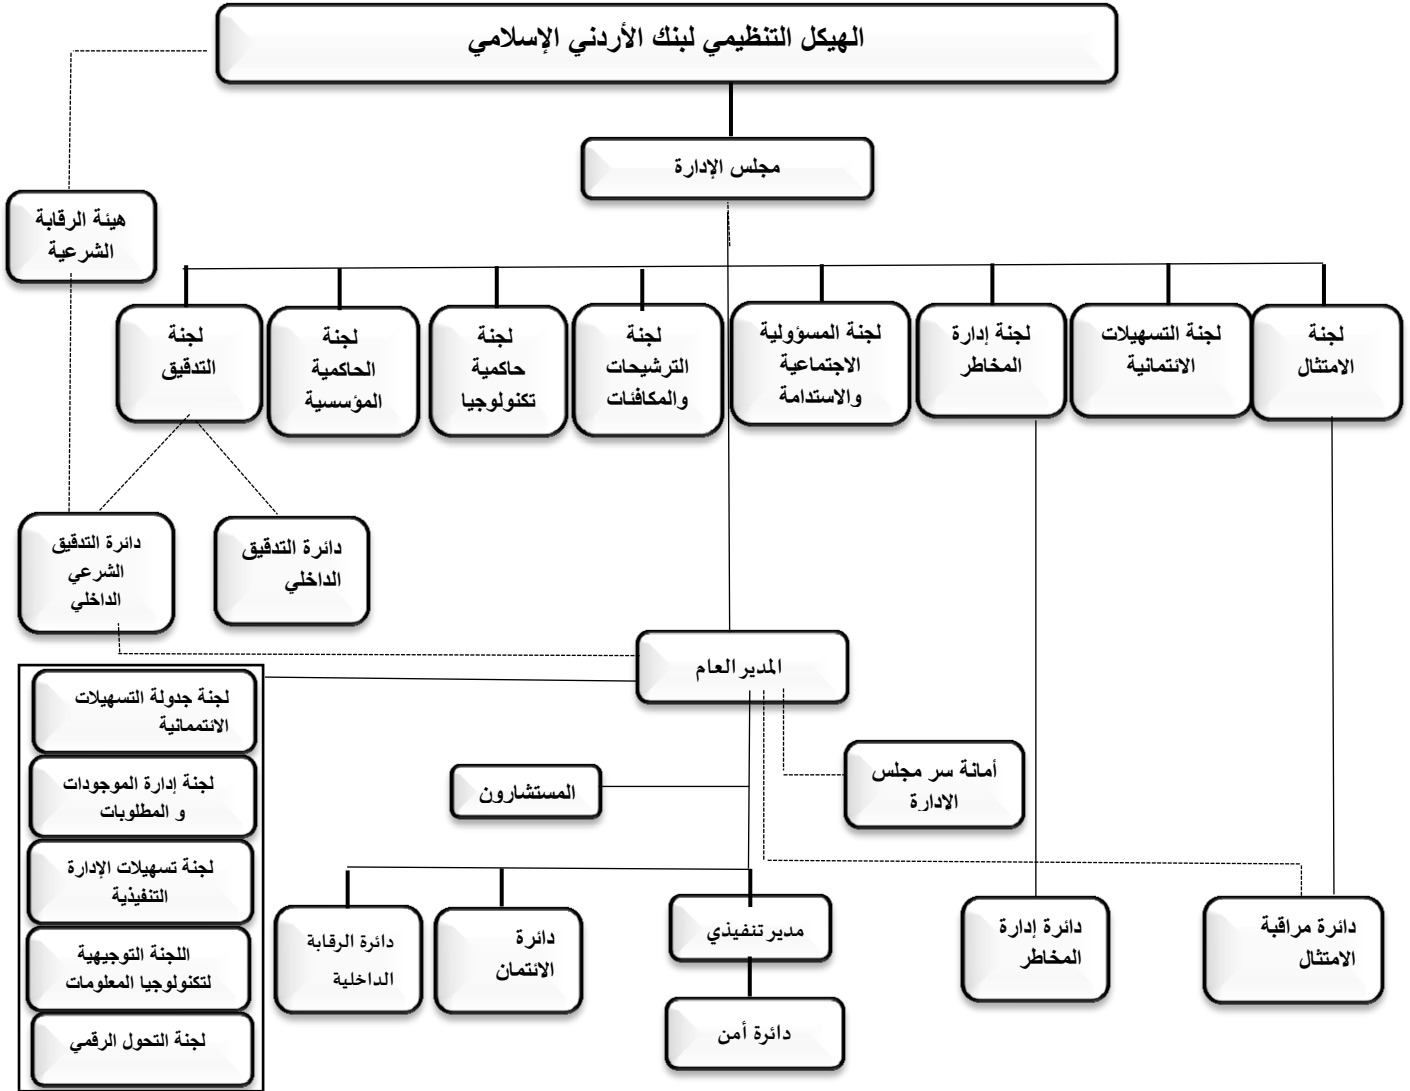 الهيكل التنظيمي لبنك الأردني الإسلامي
مجلس الإدارة
هيئة الرقابة
الشرعية
لجنة
الامتثال
لجنة التسهيلات
الائتمانية
لجنة إدارة
المخاطر
لجنة المسؤولية
الاجتماعية
والاستدامة
لجنة
الترشيحات
والمكافئات
لجنة
حاكمية
تكنولوجيا
لجنة
الحاكمية
المؤسسية
لجنة
التدقيق
دائرة التدقيق
الداخلي
دائرة التدقيق
الشرعي
الداخلي
المدير العام
لجنة جدولة التسهيلات
الائتممانية
لجنة إدارة الموجودات
و المطلوبات
لجنة تسهيلات الإدارة
التنفيذية
اللجنة التوجيهية
لتكنولوجيا المعلومات
لجنة التحول الرقمي
أمانة سر مجلس
الادارة
المستشارون
دائرة مراقبة
الامتثال
دائرة إدارة
المخاطر
مدير تنفيذي
دائرة أمن
دائرة
الائتمان
دائرة الرقابة
الداخلية